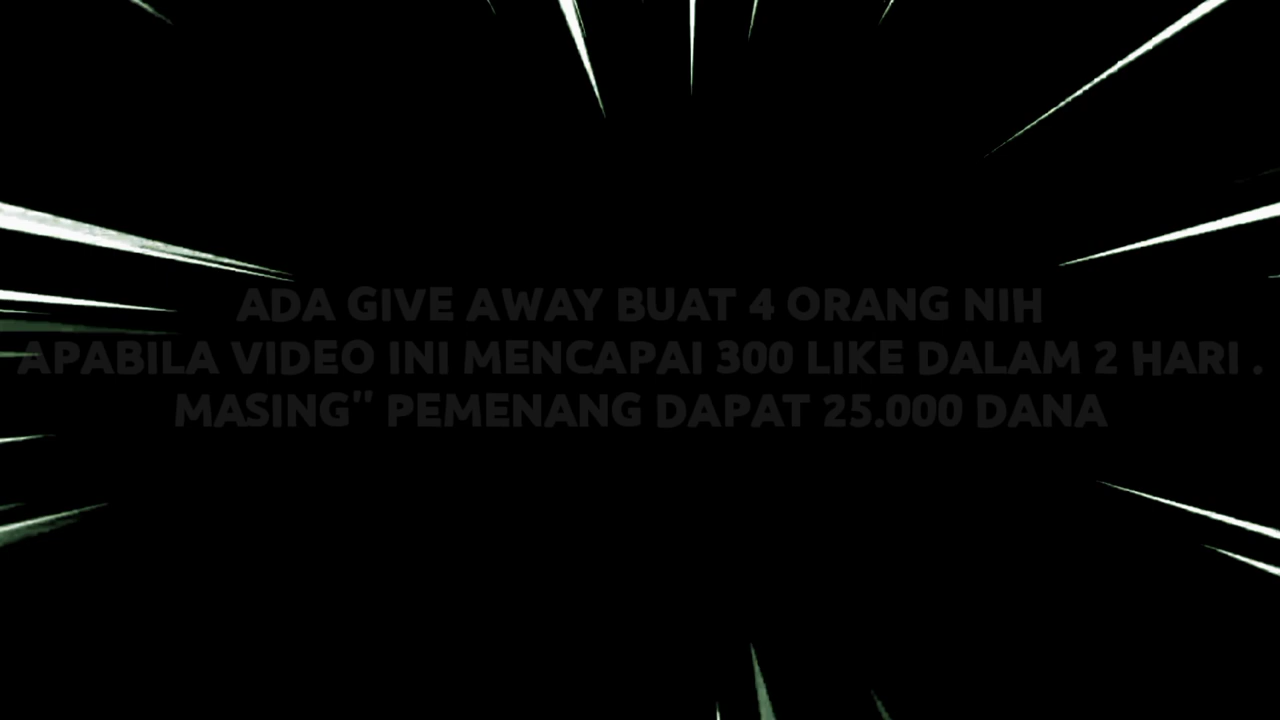 ADA GIVE AWAY BUAT 4 ORANG NIH
APABILA VIDEO INI MENCAPAI 300 LIKE DALAM 2 HARI .
MASING" PEMENANG DAPAT 25.000 DANA